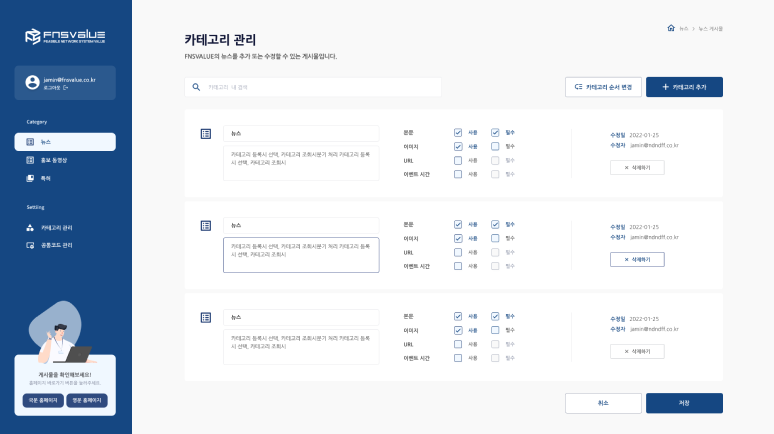 FNSVALUE
FEASIBLE NETWORK SYSTEM VALUE
jamin@fnsvalue.co.kr
로그아웃
Category
뉴스
홍보 동영상
특허
Setting
카테고리 관리
공통코드 관리
게시물을 확인해보세요!
홈페이지 바로가기 버튼을 눌러주세요.
국문 홈페이지
영문 홈페이지
뉴스 > 뉴스 게시물
카테고리 관리
FNSVALUE의 뉴스를 추가 또는 수정할 수 있는 게시물입니다.
카테고리 내 검색
카테고리 순서 변경
+ 카테고리 추가
뉴스
카테고리 등록시 선택, 카테고리 조회시분기 처리 카테고리 등록
시 선택, 카테고리 조회시
본문 사용 필수
이미지 사용 필수
URL 사용 필수
이벤트 시간 사용 필수
수정일 2022-01-25
수정자 jamin@ndndff.co.kr
× 삭제하기
뉴스
카테고리 등록시 선택, 카테고리 조회시분기 처리 카테고리 등록
시 선택, 카테고리 조회시
본문 사용 필수
이미지 사용 필수
URL 사용 필수
이벤트 시간 사용 필수
수정일 2022-01-25
수정자 jamin@ndndff.co.kr
× 삭제하기
뉴스
카테고리 등록시 선택, 카테고리 조회시분기 처리 카테고리 등록
시 선택, 카테고리 조회시
본문 사용 필수
이미지 사용 필수
URL 사용 필수
이벤트 시간 사용 필수
수정일 2022-01-25
수정자 jamin@ndndff.co.kr
× 삭제하기
취소
저장